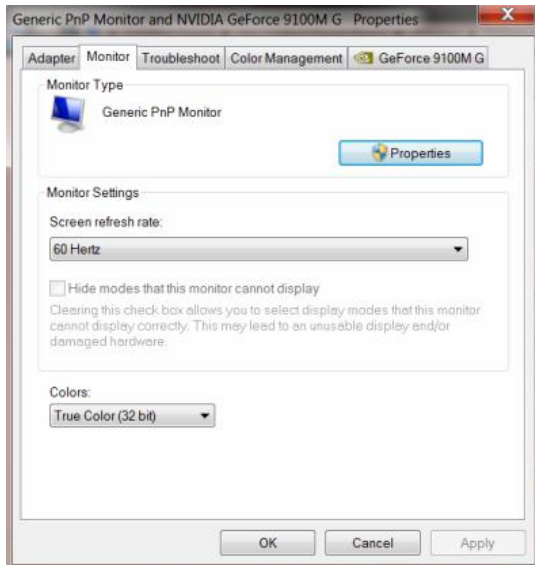 Generic PnP Monitor and NVIDIA GeForce 9100M G Properties
X
Adapter Monitor Troubleshoot Color Management GeForce 9100M G
Monitor Type
Generic PnP Monitor
Properties
Monitor Settings
Screen refresh rate:
60 Hertz
Hide modes that this monitor cannot display
Clearing this check box allows you to select display modes that this monitor
cannot display correctly. This may lead to an unusable display and/or
damaged hardware.
Colors:
True Color (32 bit)
OK Cancel Apply